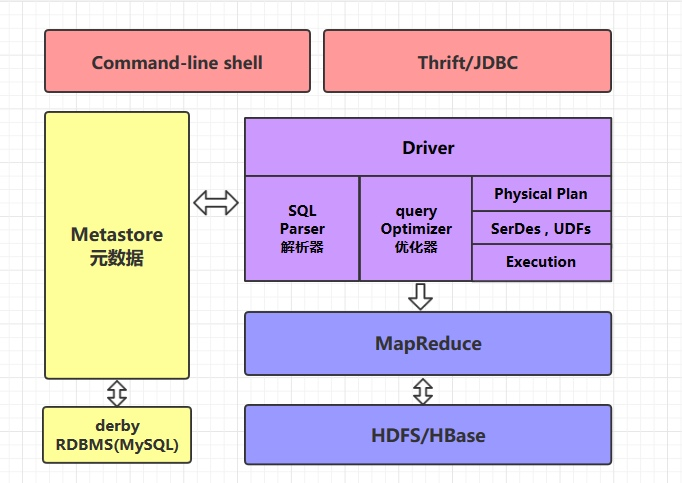 Command-line shell
Thrift/JDBC
Metastore
元数据
Driver
SQL
Parser
解析器
query
Optimizer
优化器
Physical Plan
SerDes , UDFs
Execution
MapReduce
derby
RDBMS(MySQL)
HDFS/HBase